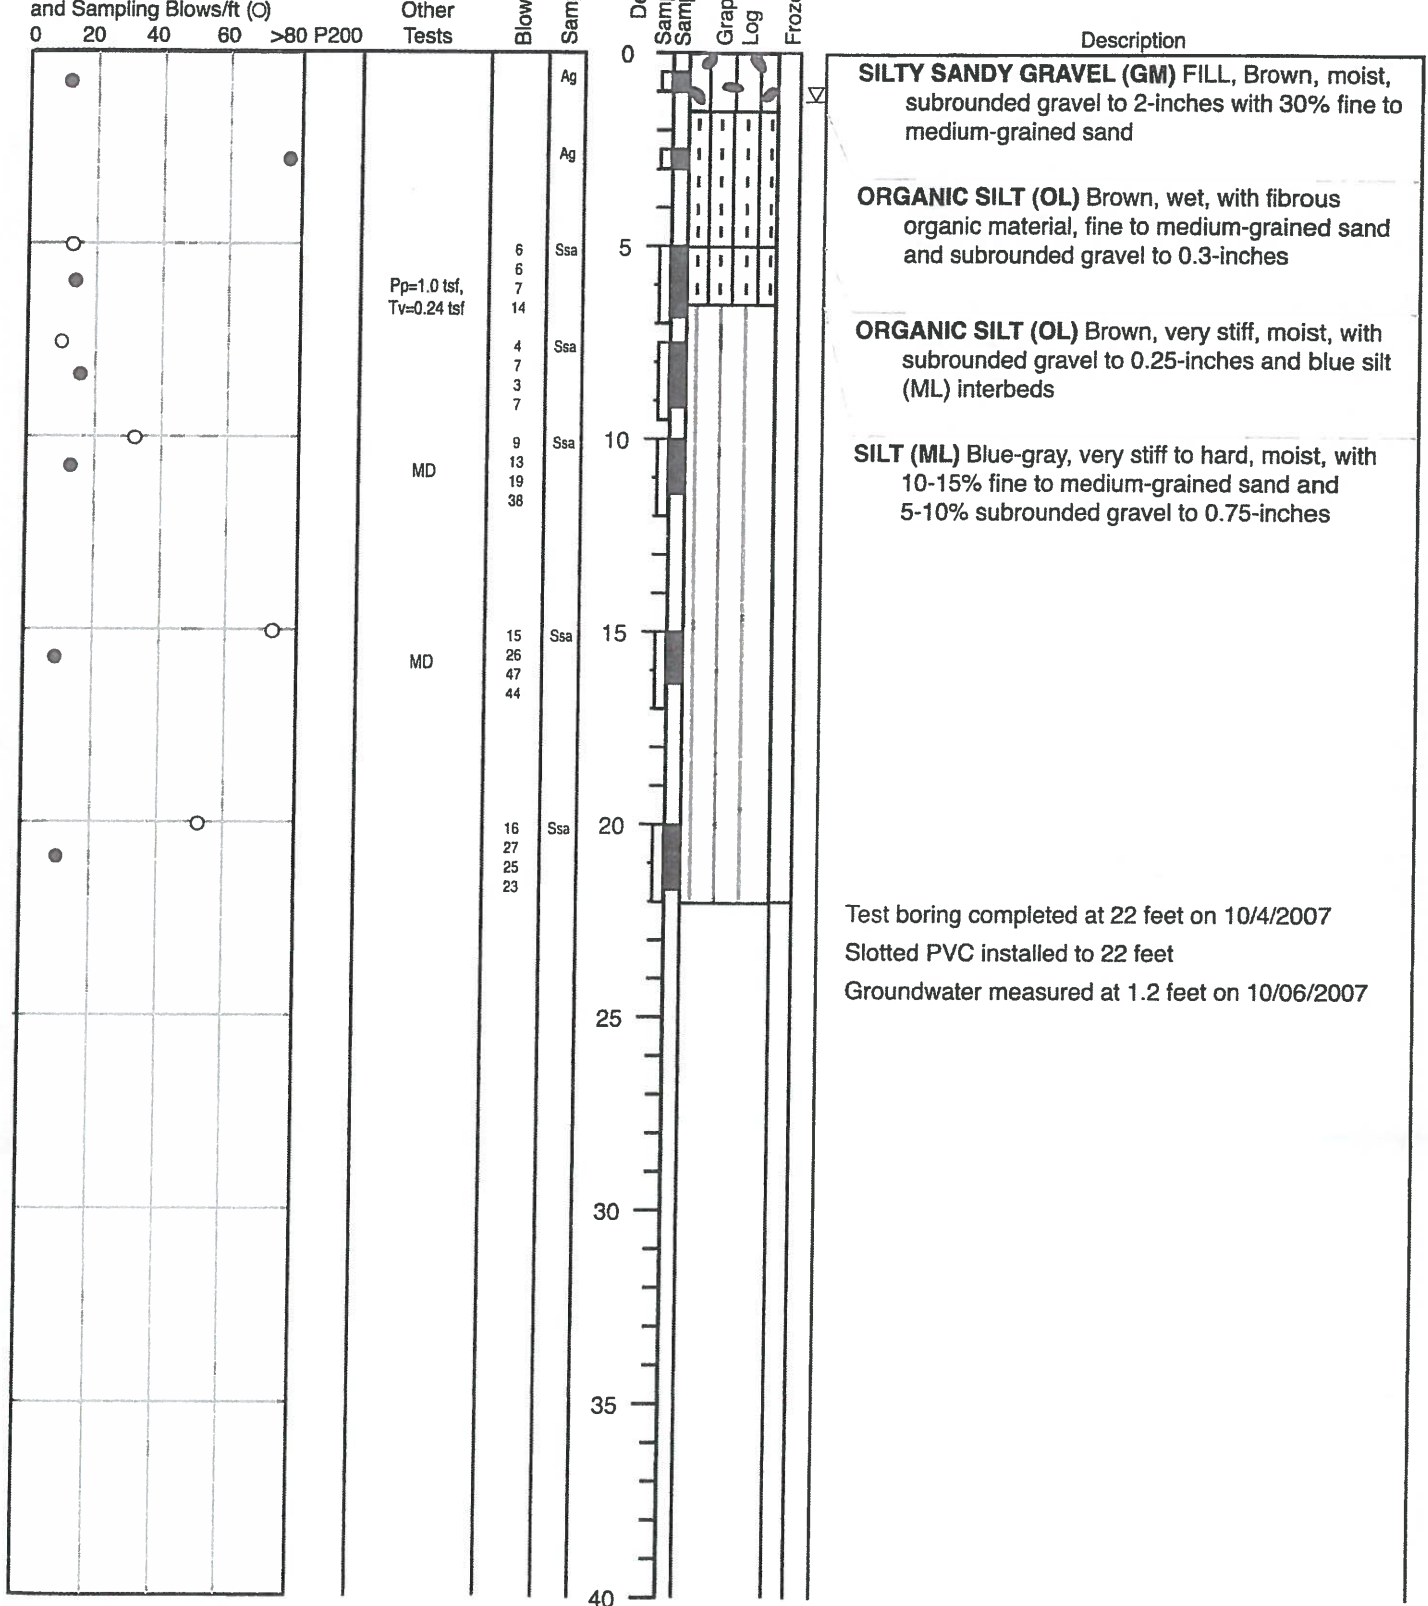 and Sampling Blows/ft (O)
0 20 40 60 >80 P200
Other
Tests
Blow
Sam
De
Sam
Samp
Grap
Log
Froze
Description
0
Ag
SILTY SANDY GRAVEL (GM) FILL, Brown, moist,
subrounded gravel to 2-inches with 30% fine to
medium-grained sand
Ag
ORGANIC SILT (OL) Brown, wet, with fibrous
organic material, fine to medium-grained sand
and subrounded gravel to 0.3-inches
5
6 Ssa
6
7
14
Pp=1.0 tsf,
Tv=0.24 tsf
ORGANIC SILT (OL) Brown, very stiff, moist, with
subrounded gravel to 0.25-inches and blue silt
(ML) interbeds
4 Ssa
7
3
7
10
9 Ssa
13
19
38
MD
SILT (ML) Blue-gray, very stiff to hard, moist, with
10-15% fine to medium-grained sand and
5-10% subrounded gravel to 0.75-inches
15
15 Ssa
26
47
44
MD
20
16 Ssa
27
25
23
Test boring completed at 22 feet on 10/4/2007
Slotted PVC installed to 22 feet
Groundwater measured at 1.2 feet on 10/06/2007
25
30
35
40